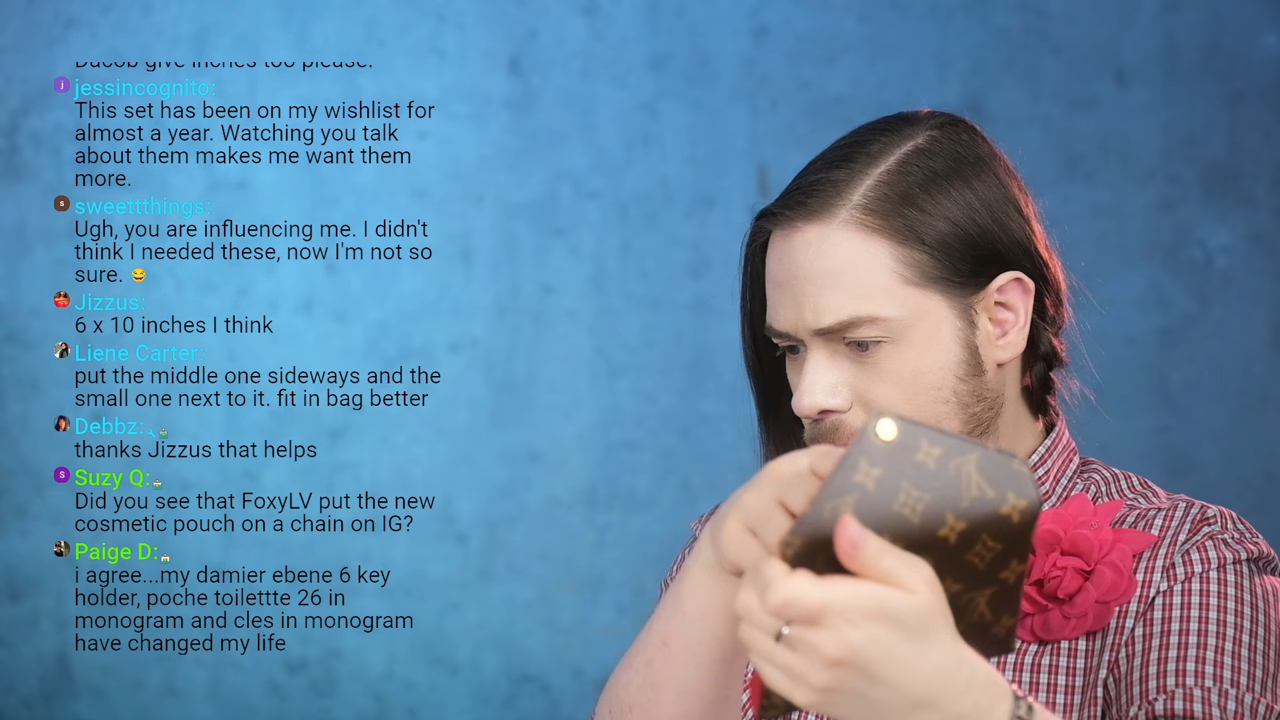 Dacob give inches too please.
jessincognito:
This set has been on my wishlist for
almost a year. Watching you talk
about them makes me want them
more.
sweettthings:
Ugh, you are influencing me. I didn't
think I needed these, now I'm not so
sure. 😂
Jizzus:
6 x 10 inches I think
Liene Carter:
put the middle one sideways and the
small one next to it. fit in bag better
Debbz:
thanks Jizzus that helps
Suzy Q:
Did you see that FoxyLV put the new
cosmetic pouch on a chain on IG?
Paige D:
i agree...my damier ebene 6 key
holder, poche toilettte 26 in
monogram and cles in monogram
have changed my life